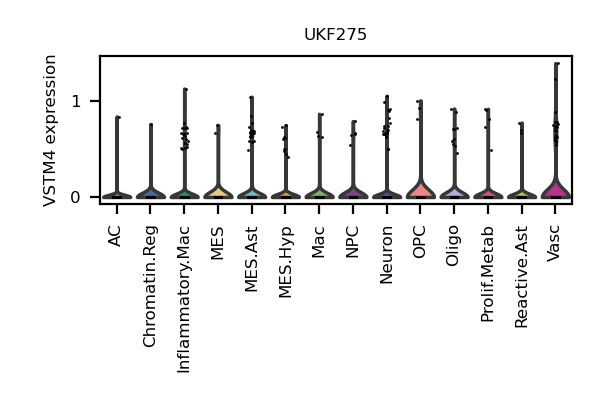 UKF275
VSTM4 expression
1
0
AC
Chromatin.Reg
Inflammatory.Mac
MES
MES.Ast
MES.Hyp
Mac
NPC
Neuron
OPC
Oligo
Prolif.Metab
Reactive.Ast
Vasc